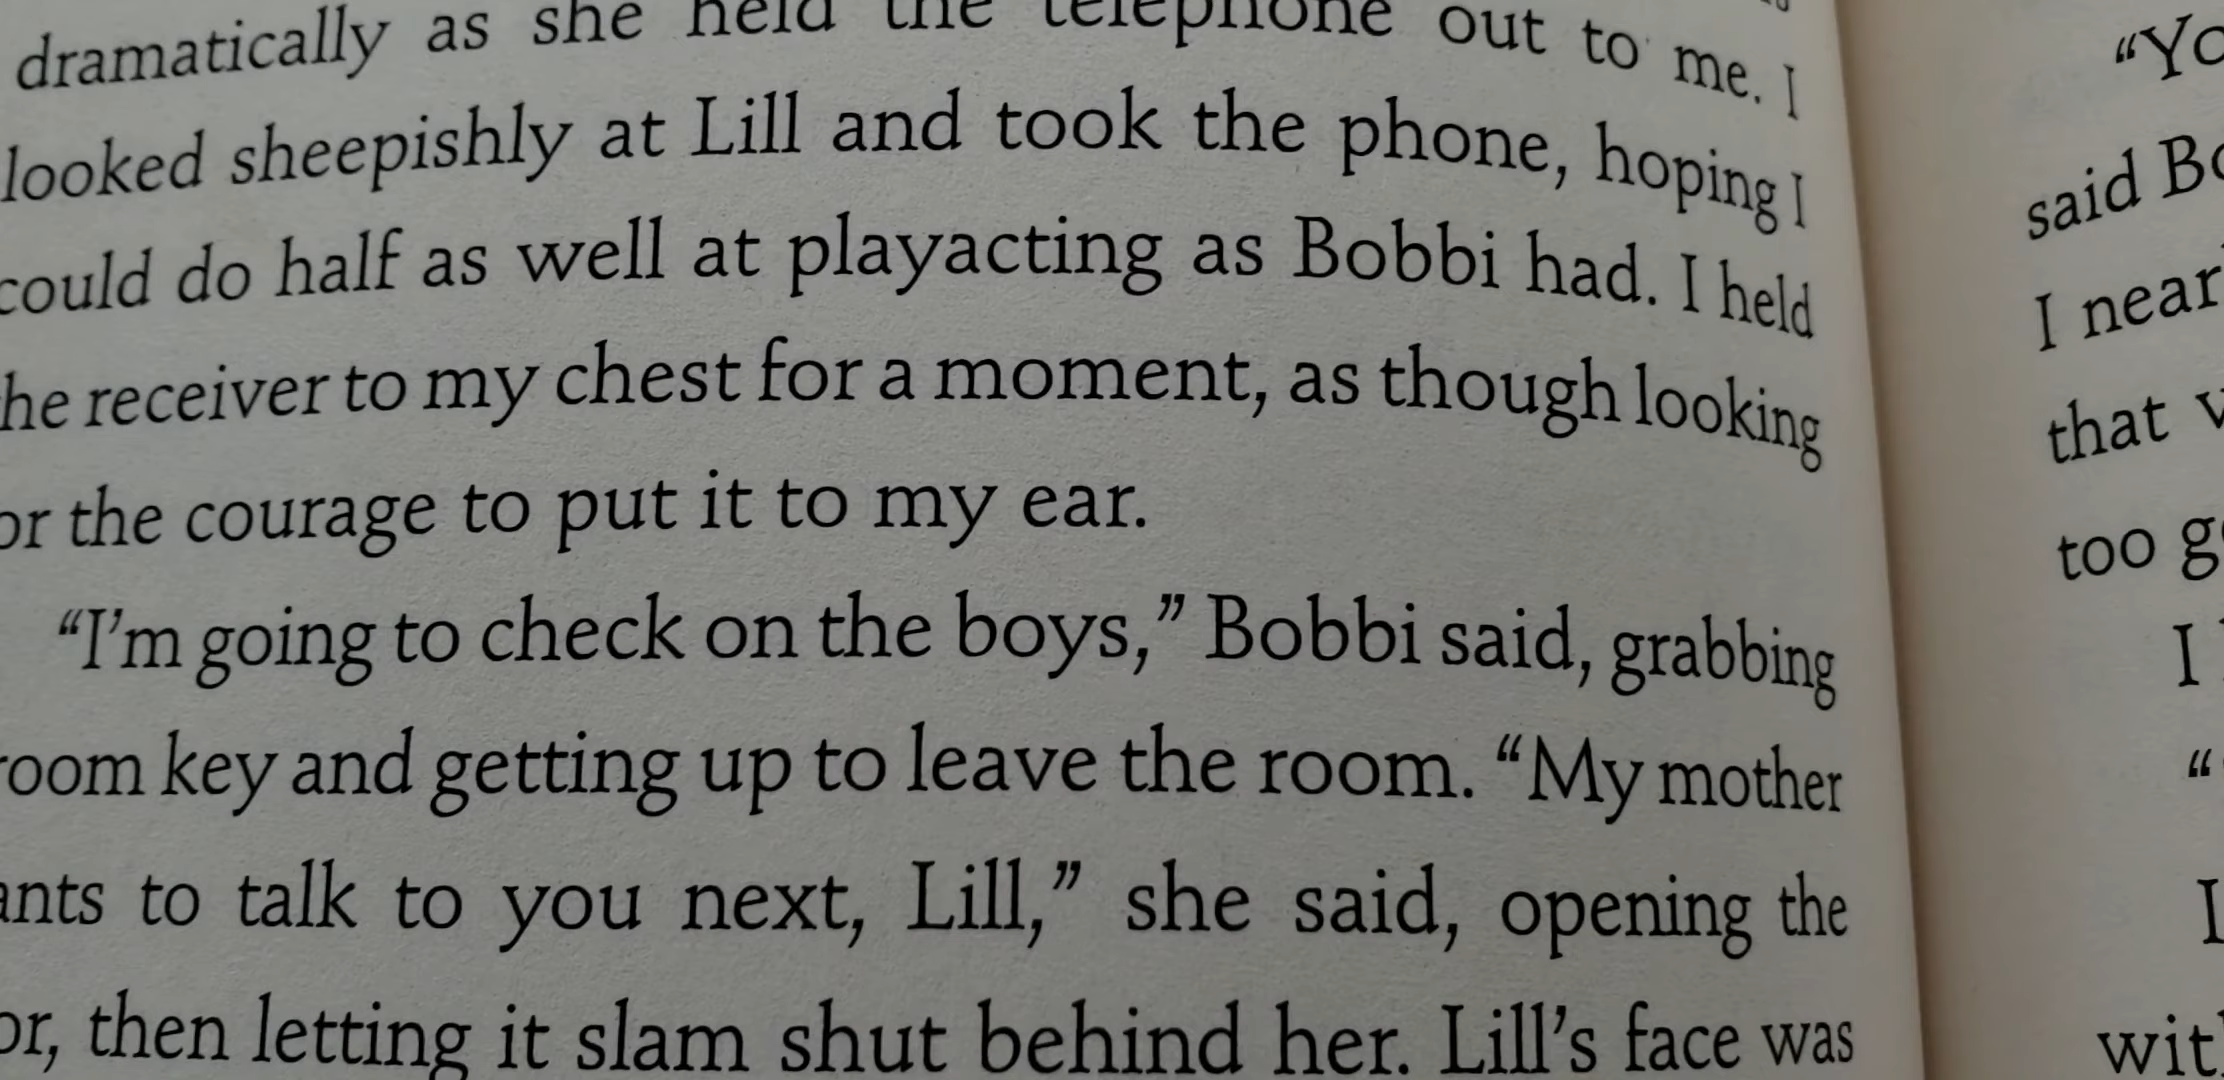 dramatically as she held the telephone out to me. I
looked sheepishly at Lill and took the phone, hoping I
could do half as well at playacting as Bobbi had. I held
he receiver to my chest for a moment, as though looking
or the courage to put it to my ear.
“I’m going to check on the boys,” Bobbi said, grabbing
room key and getting up to leave the room. “My mother
ants to talk to you next, Lill,” she said, opening the
or, then letting it slam shut behind her. Lill’s face was
“Yo
said Bo
I near
that
too g
I
“
I
wit